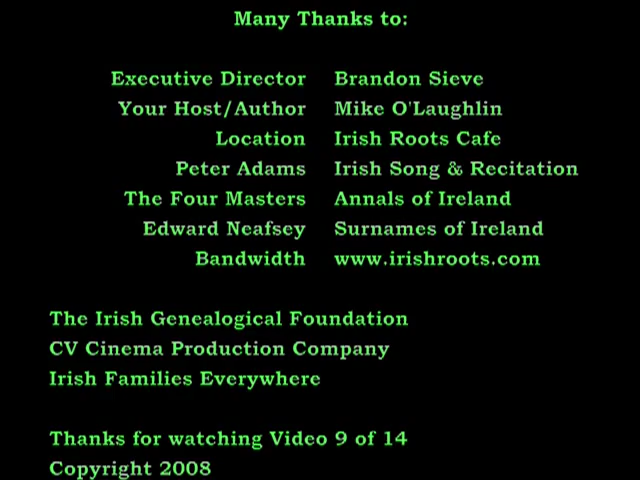 Many Thanks to:
Executive Director Brandon Sieve
Your Host/Author Mike O'Laughlin
Location Irish Roots Cafe
Peter Adams Irish Song & Recitation
The Four Masters Annals of Ireland
Edward Neafsey Surnames of Ireland
Bandwidth www.irishroots.com
The Irish Genealogical Foundation
CV Cinema Production Company
Irish Families Everywhere
Thanks for watching Video 9 of 14
Copyright 2008